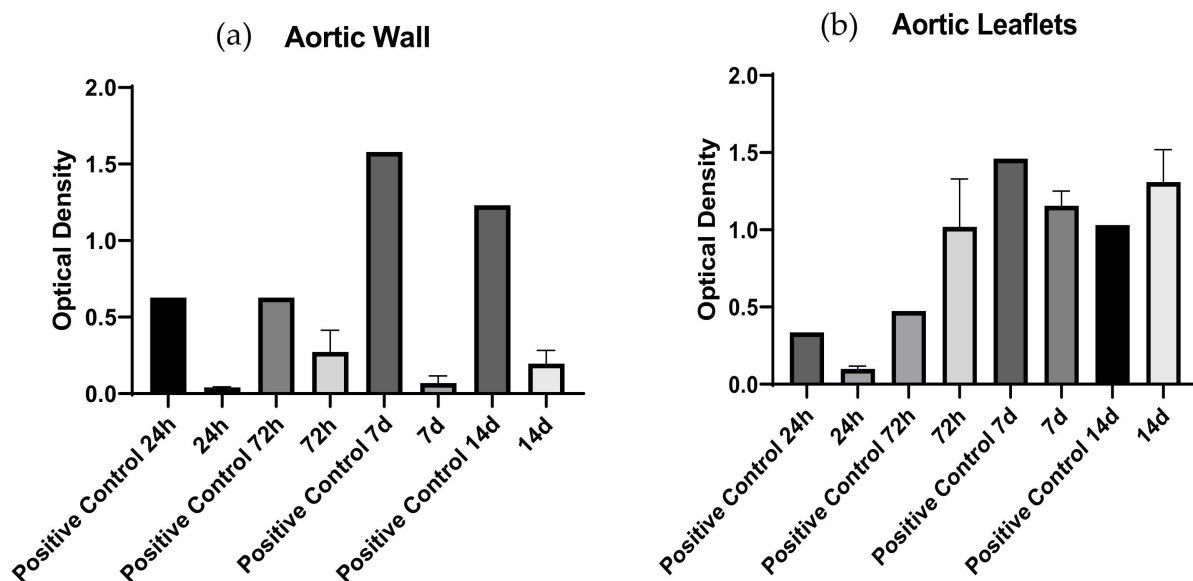 (a) Aortic Wall
Optical Density
2.0
1.5
1.0
0.5
0.0
Positive Control 24h
24h
Positive Control 72h
72h
Positive Control 7d
7d
Positive Control 14d
14d
(b) Aortic Leaflets
Optical Density
2.0
1.5
1.0
0.5
0.0
Positive Control 24h
24h
Positive Control 72h
72h
Positive Control 7d
7d
Positive Control 14d
14d